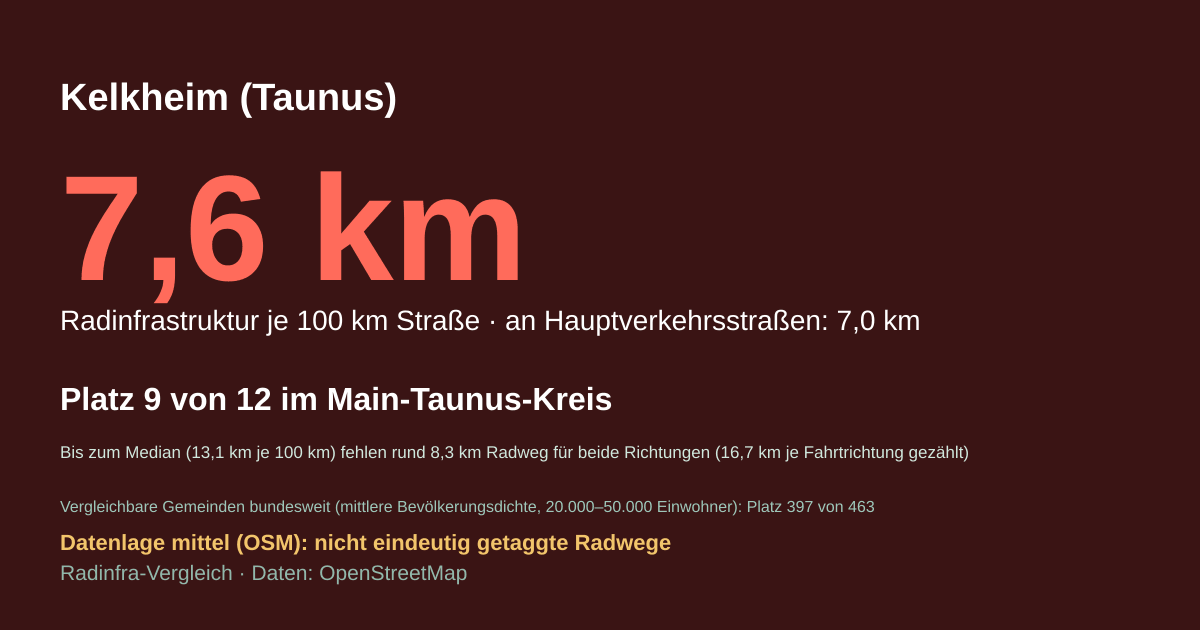 Kelkheim (Taunus)
7,6 km
Radinfrastruktur je 100 km Straße · an Hauptverkehrsstraßen: 7,0 km
Platz 9 von 12 im Main-Taunus-Kreis
Bis zum Median (13,1 km je 100 km) fehlen rund 8,3 km Radweg für beide Richtungen (16,7 km je Fahrtrichtung gezählt)
Vergleichbare Gemeinden bundesweit (mittlere Bevölkerungsdichte, 20.000–50.000 Einwohner): Platz 397 von 463
Datenlage mittel (OSM): nicht eindeutig getaggte Radwege
Radinfra-Vergleich · Daten: OpenStreetMap